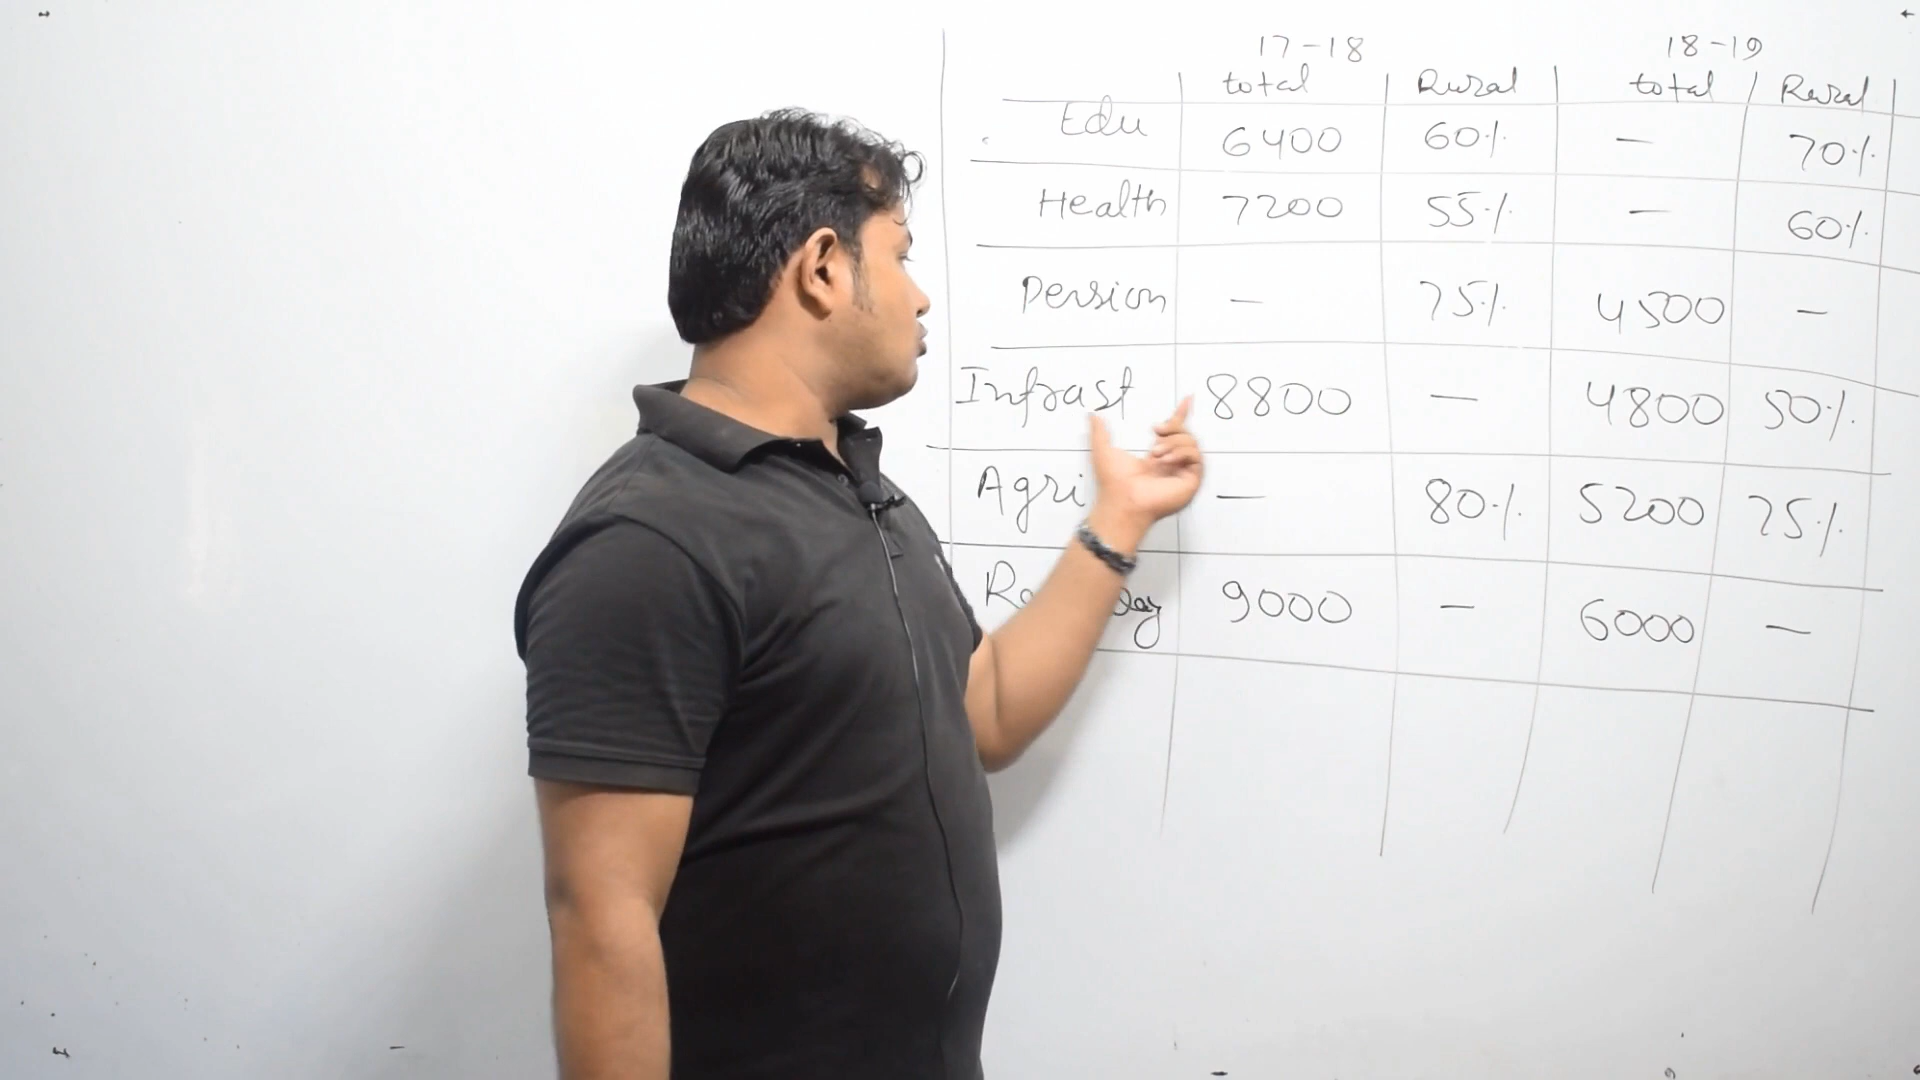 17-18 18-19
total Rural total Rural
Edu 6400 60% — 70%
Health 7200 55% — 60%
Pension — 75% 4500 —
Infrast 8800 — 4800 50%
Agri — 80% 5200 75%
9000 — 6000 —